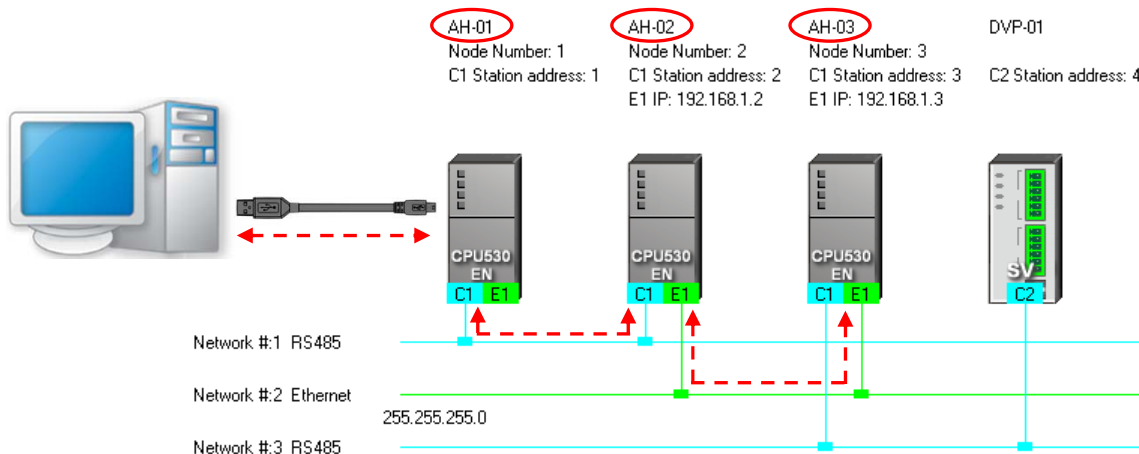 AH-01
Node Number: 1
C1 Station address: 1
AH-02
Node Number: 2
C1 Station address: 2
E1 IP: 192.168.1.2
AH-03
Node Number: 3
C1 Station address: 3
E1 IP: 192.168.1.3
DVP-01
C2 Station address: 4
CPU530
EN
C1 E1
CPU530
EN
C1 E1
CPU530
EN
C1 E1
SV
C2
Network #:1 RS485
Network #:2 Ethernet
255.255.255.0
Network #:3 RS485